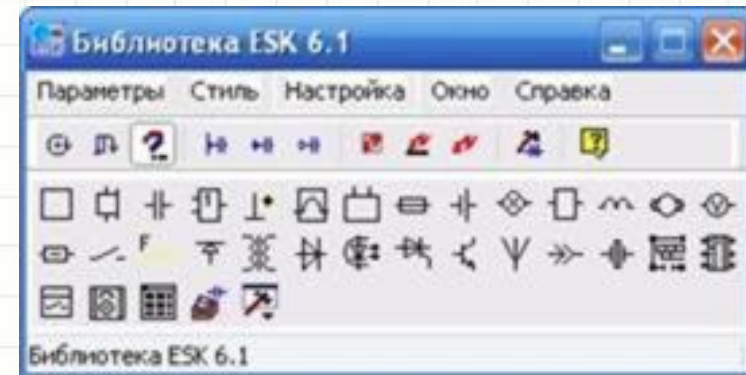 Библиотека ESK 6.1
Параметры Стиль Настройка Окно Справка
F
Библиотека ESK 6.1